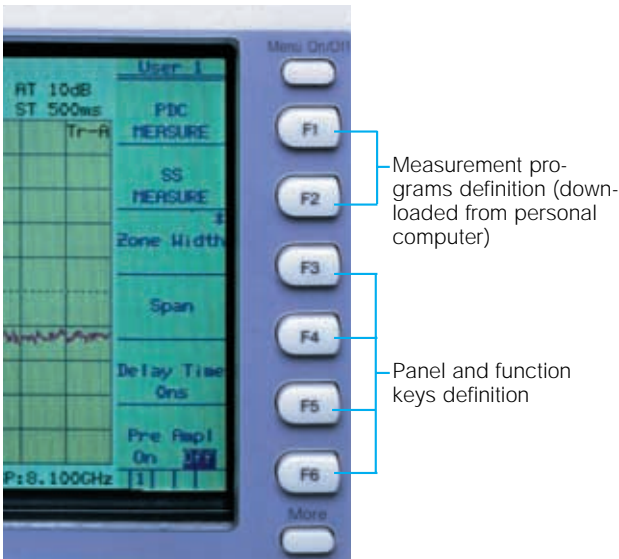 Menu On/Off
User 1
AT 10dB
ST 500ms
Tr-A
PDC
MEASURE
F1
SS
MEASURE
F2
*
Zone Width
F3
Span
F4
Delay Time
0ns
F5
Pre Ampl
On Off
F6
P:8.100GHz
1
More
Measurement pro-
grams definition (down-
loaded from personal
computer)
Panel and function
keys definition